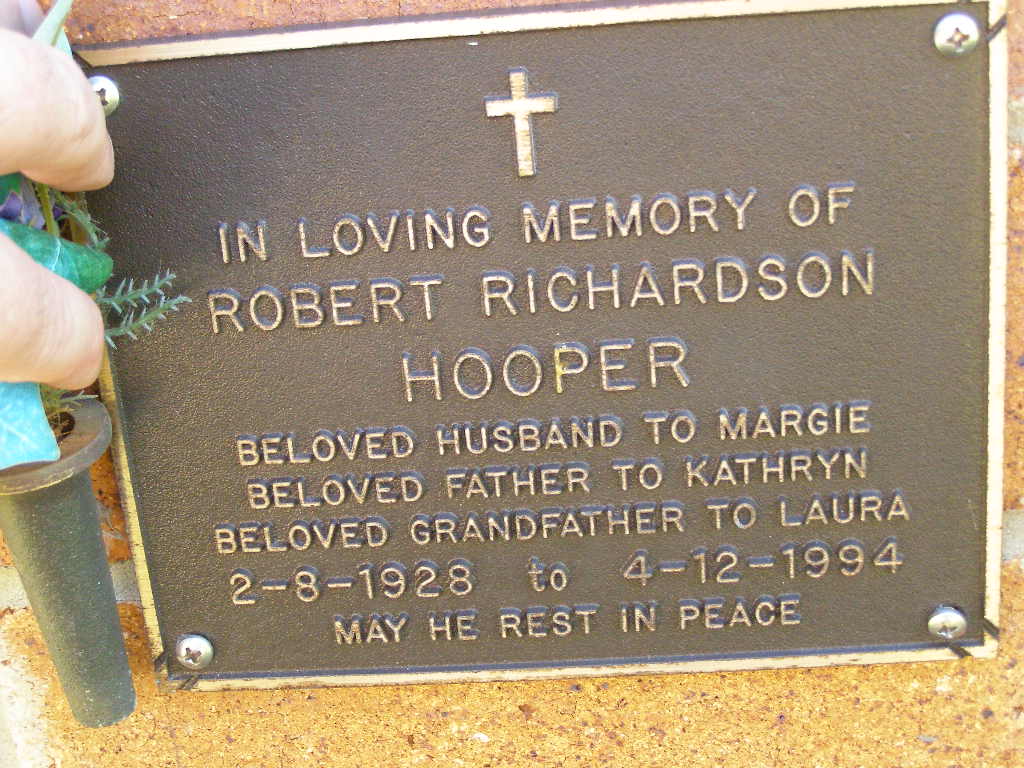 IN LOVING MEMORY OF
ROBERT RICHARDSON
HOOPER
BELOVED HUSBAND TO MARGIE
BELOVED FATHER TO KATHRYN
BELOVED GRANDFATHER TO LAURA
2-8-1928 to 4-12-1994
MAY HE REST IN PEACE